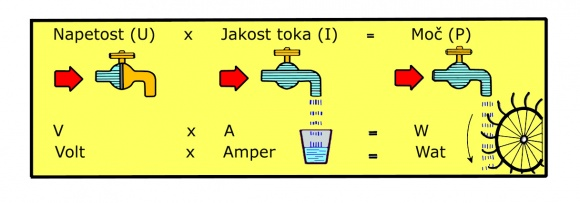 Napetost (U) x Jakost toka (I) = Moč (P)
V x A = W
Volt x Amper = Wat